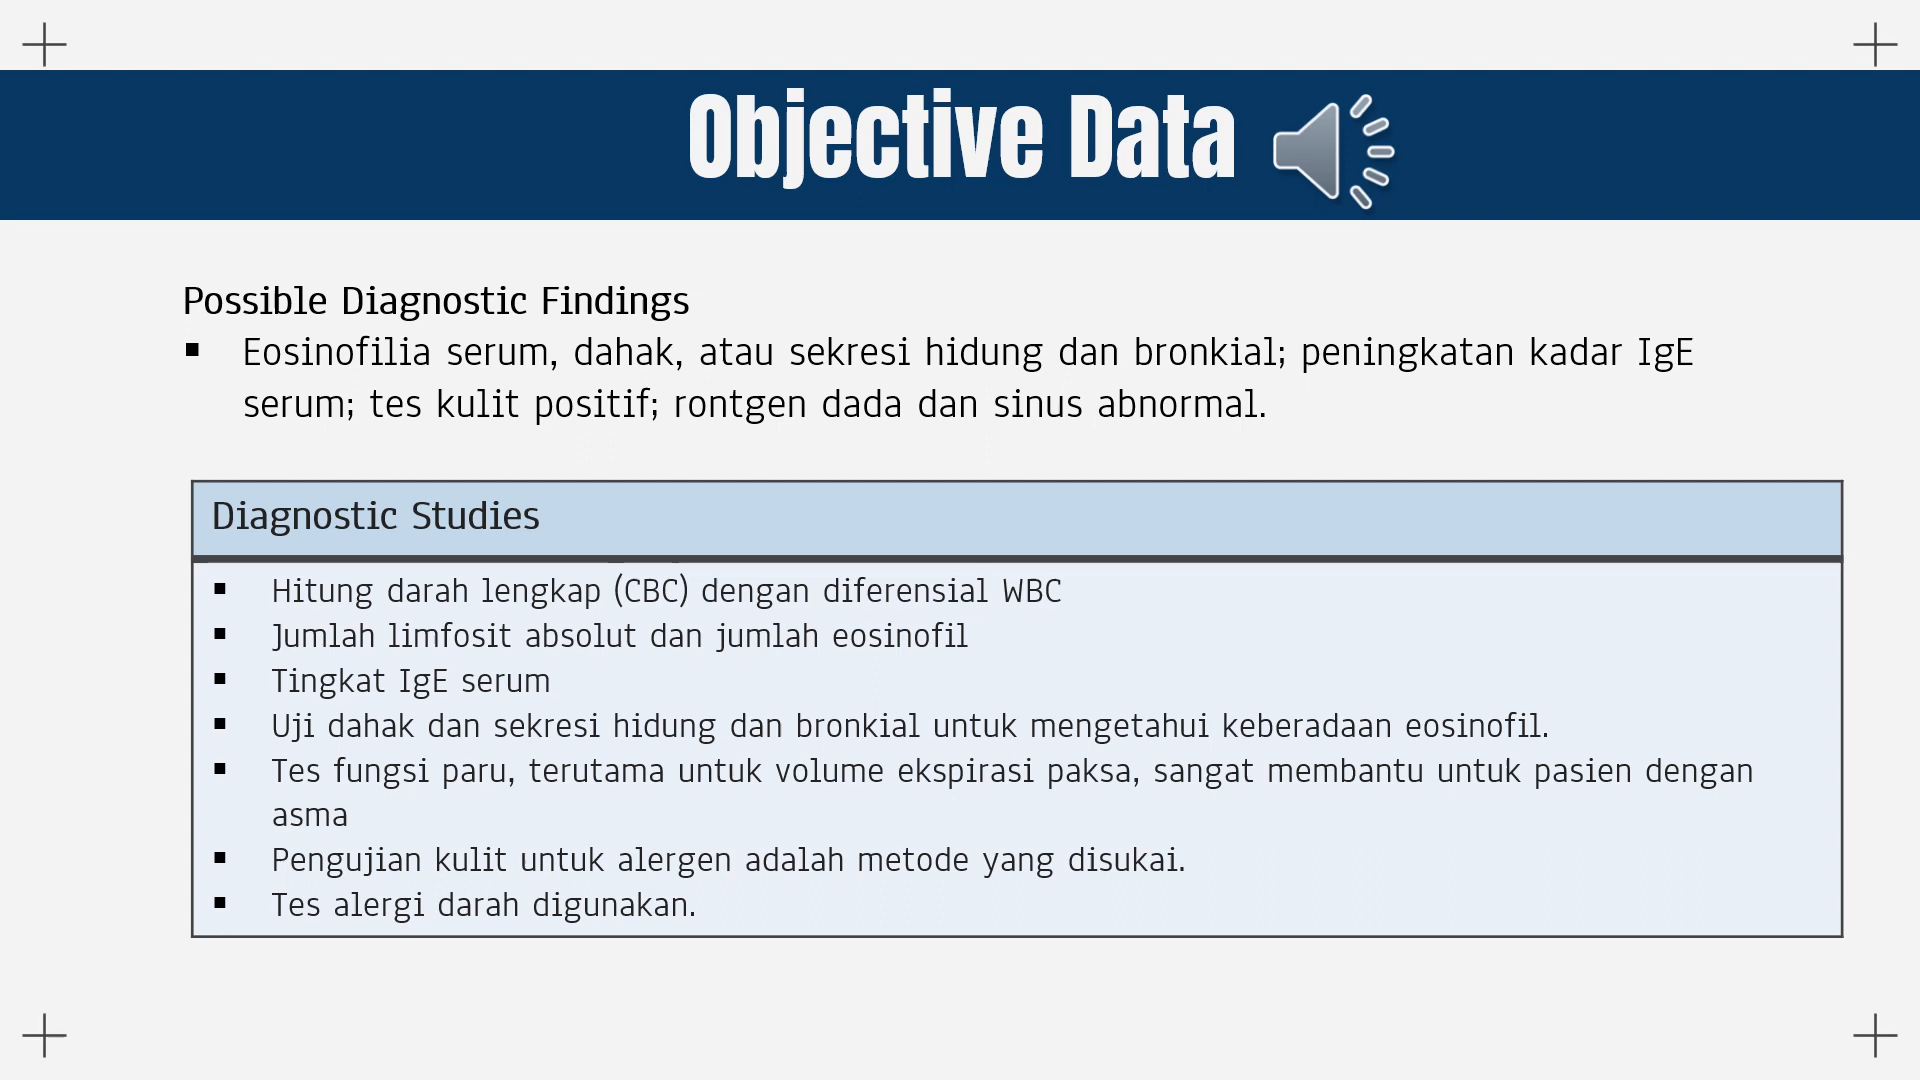 Objective Data
Possible Diagnostic Findings
▪ Eosinofilia serum, dahak, atau sekresi hidung dan bronkial; peningkatan kadar IgE
serum; tes kulit positif; rontgen dada dan sinus abnormal.
Diagnostic Studies
▪ Hitung darah lengkap (CBC) dengan diferensial WBC
▪ Jumlah limfosit absolut dan jumlah eosinofil
▪ Tingkat IgE serum
▪ Uji dahak dan sekresi hidung dan bronkial untuk mengetahui keberadaan eosinofil.
▪ Tes fungsi paru, terutama untuk volume ekspirasi paksa, sangat membantu untuk pasien dengan
asma
▪ Pengujian kulit untuk alergen adalah metode yang disukai.
▪ Tes alergi darah digunakan.